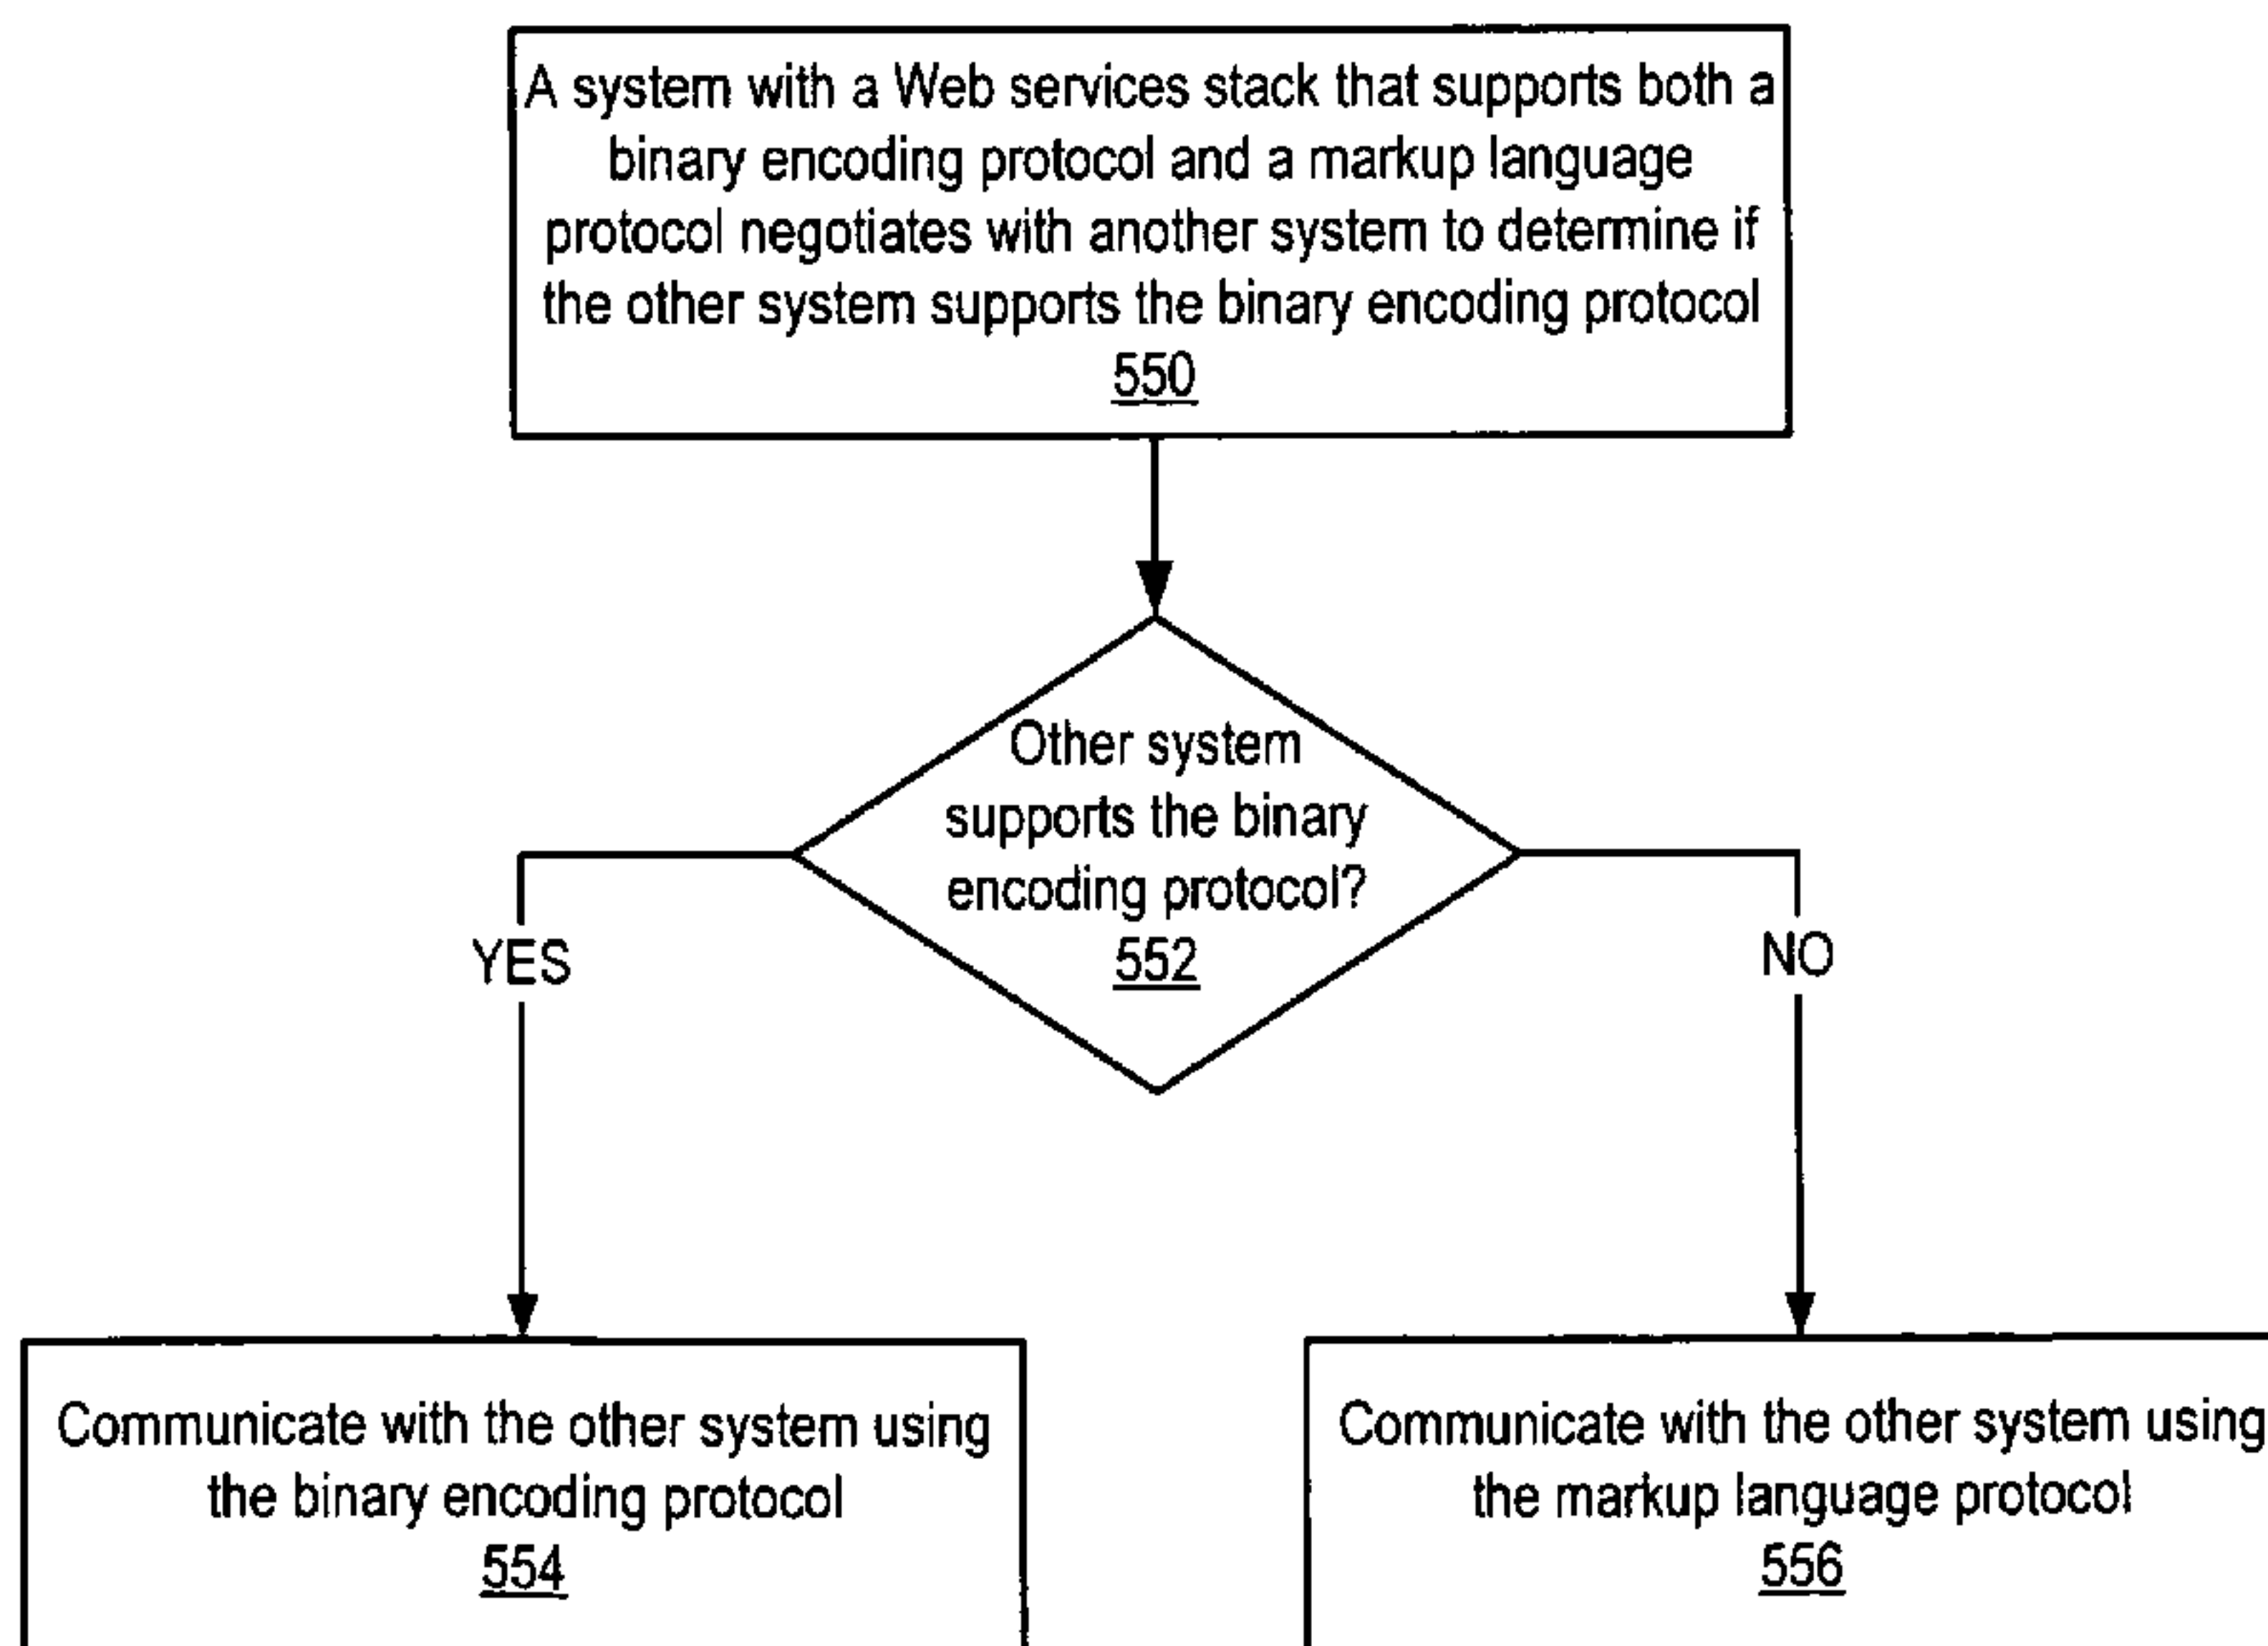 A system with a Web services stack that supports both a
binary encoding protocol and a markup language
protocol negotiates with another system to determine if
the other system supports the binary encoding protocol
550
Other system
supports the binary
encoding protocol?
552
YES
NO
Communicate with the other system using
the binary encoding protocol
554
Communicate with the other system using
the markup language protocol
556